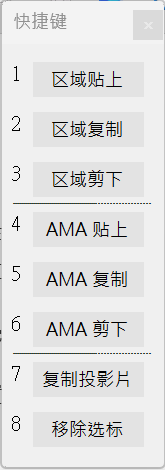 快捷键
1 区域贴上
2 区域复制
3 区域剪下
4 AMA 贴上
5 AMA 复制
6 AMA 剪下
7 复制投影片
8 移除选标